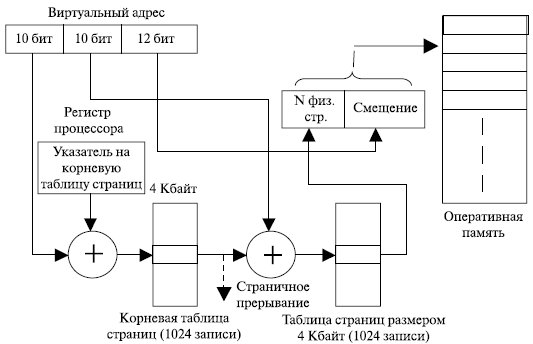 Виртуальный адрес
10 бит
10 бит
12 бит
N физ.
стр.
Смещение
Регистр
процессора
Указатель на
корневую
таблицу страниц
4 Кбайт
Оперативная
память
+
+
Страничное
прерывание
Корневая таблица
страниц (1024 записи)
Таблица страниц размером
4 Кбайт (1024 записи)